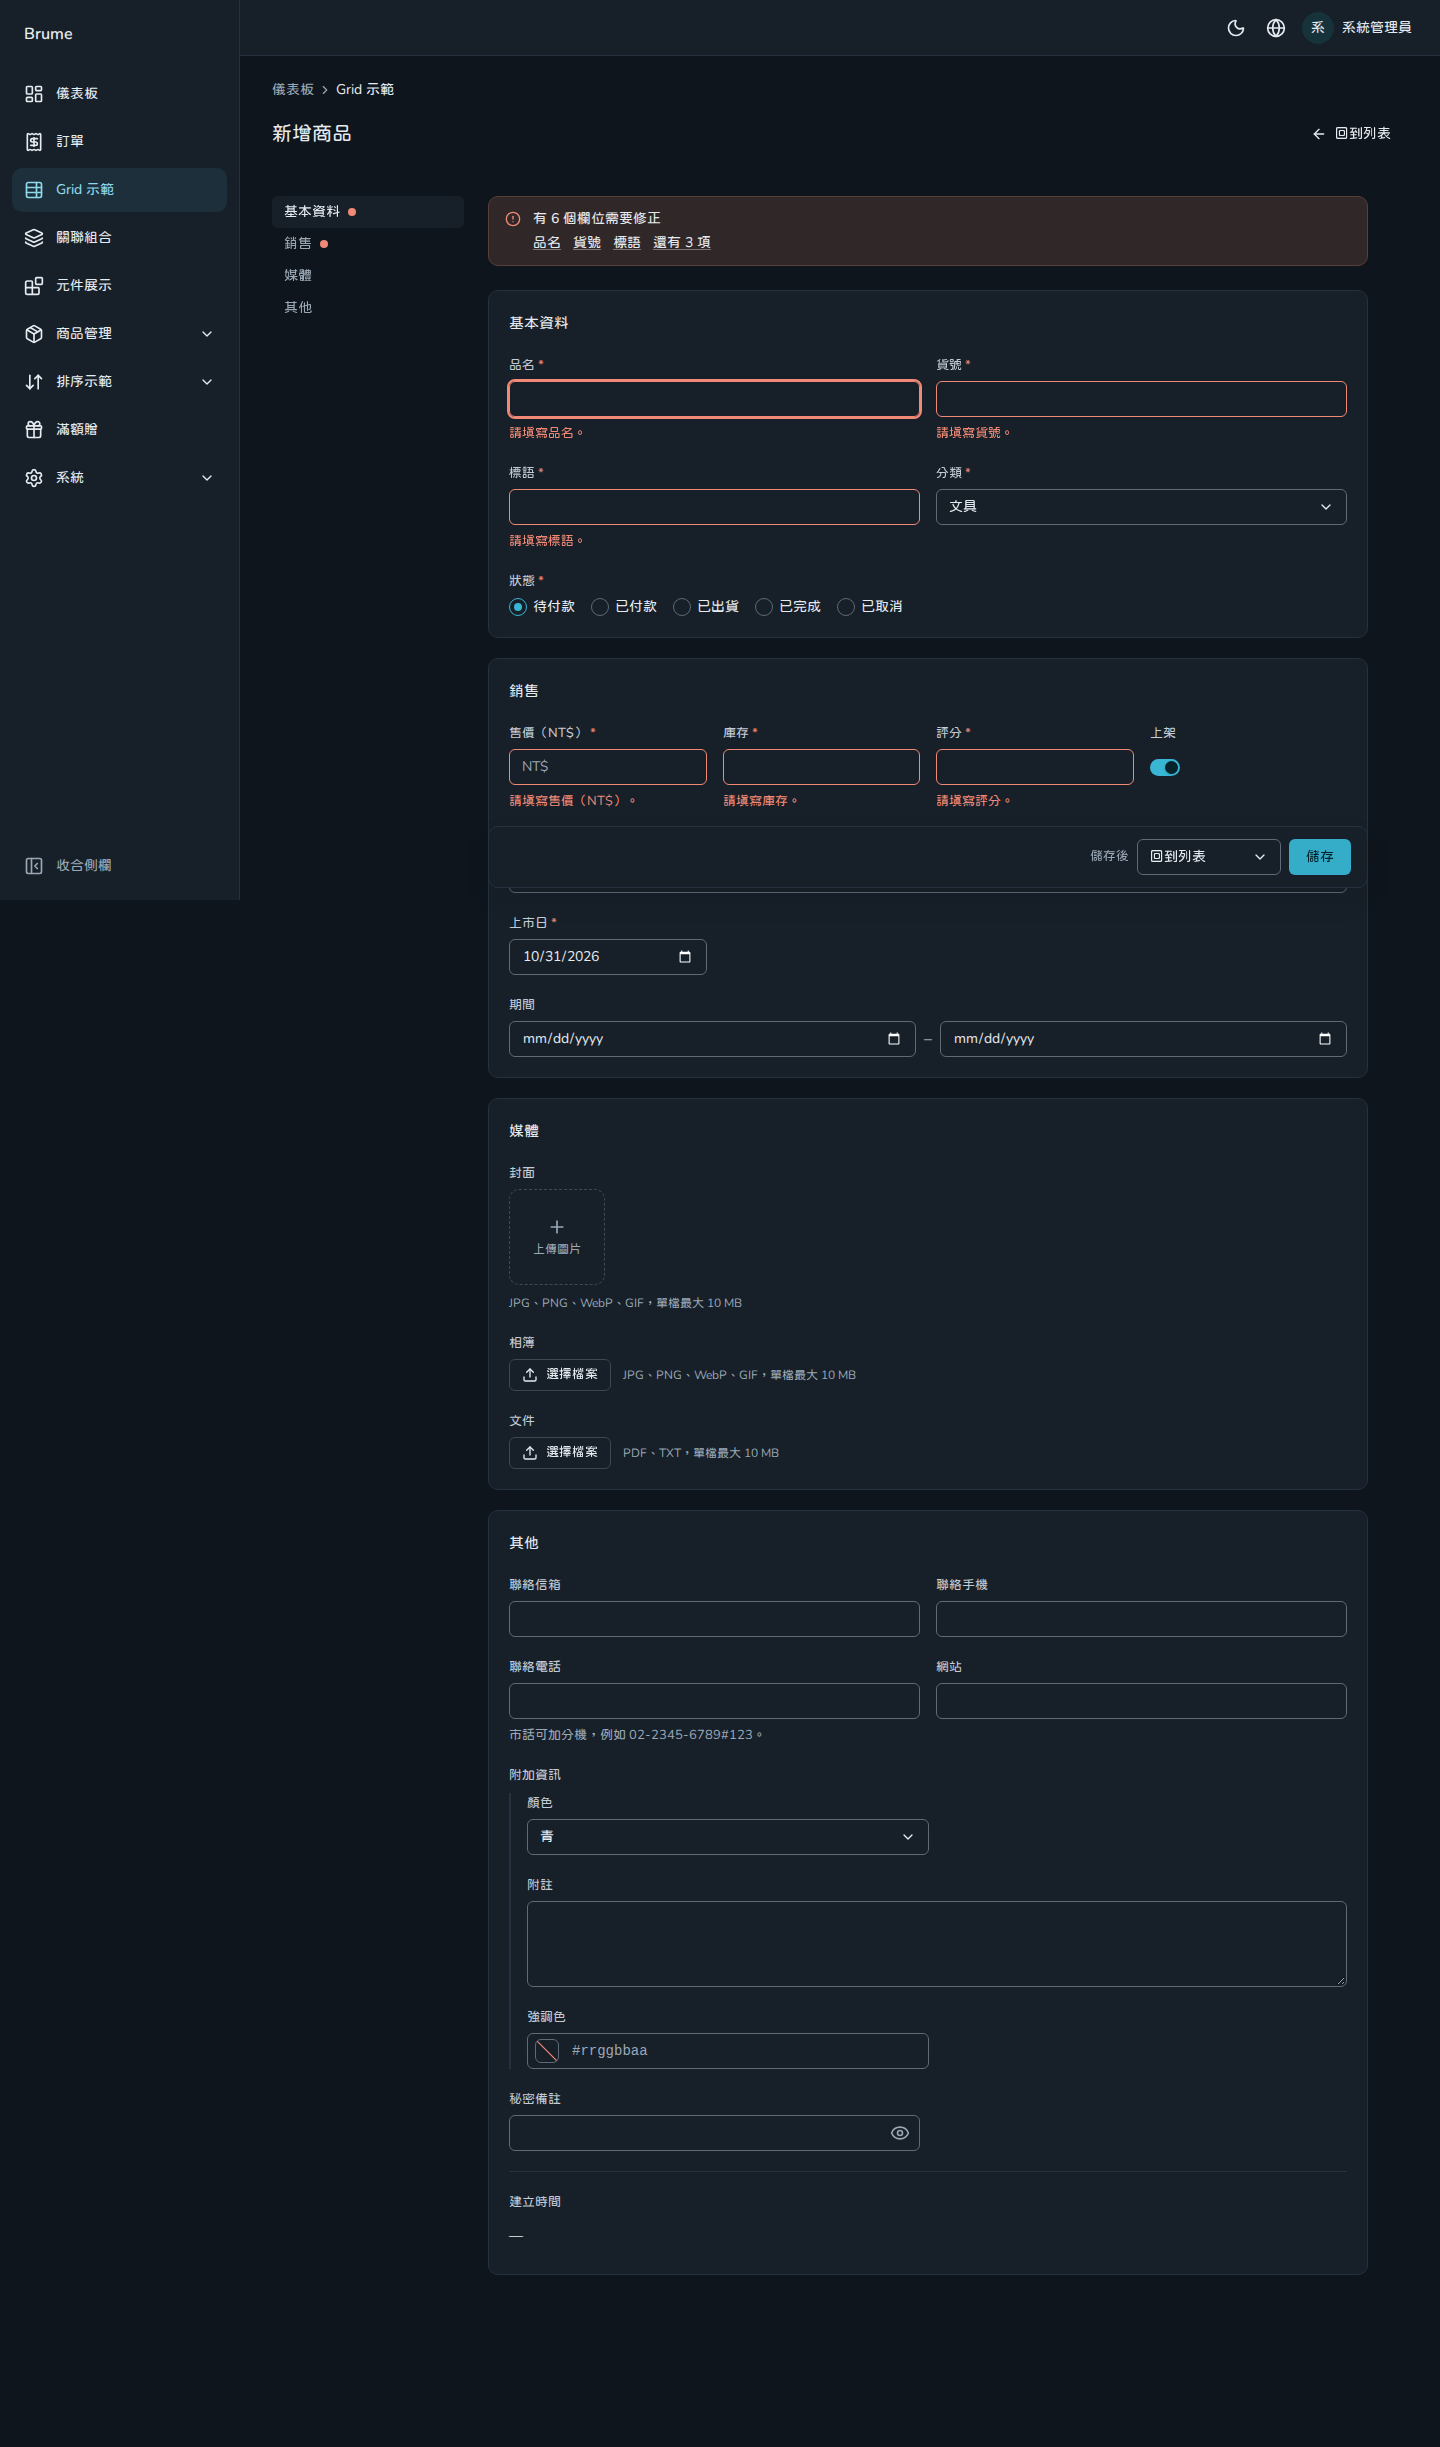 Brume
儀表板
訂單
Grid 示範
關聯組合
元件展示
商品管理
排序示範
滿額贈
系統
收合側欄
系 系統管理員
儀表板 > Grid 示範
新增商品
回到列表
基本資料
銷售
媒體
其他
有 6 個欄位需要修正
品名 貨號 標語 還有 3 項
基本資料
品名 * 貨號 *
請填寫品名。 請填寫貨號。
標語 * 分類 *
文具
請填寫標語。
狀態 *
待付款 已付款 已出貨 已完成 已取消
銷售
售價（NT$） * 庫存 * 評分 * 上架
NT$
請填寫售價（NT$）。 請填寫庫存。 請填寫評分。
儲存後 回到列表 儲存
上市日 *
10/31/2026
期間
mm/dd/yyyy – mm/dd/yyyy
媒體
封面
上傳圖片
JPG、PNG、WebP、GIF，單檔最大 10 MB
相簿
選擇檔案 JPG、PNG、WebP、GIF，單檔最大 10 MB
文件
選擇檔案 PDF、TXT，單檔最大 10 MB
其他
聯絡信箱 聯絡手機
聯絡電話 網站
市話可加分機，例如 02-2345-6789#123。
附加資訊
顏色
青
附註
強調色
#rrggbbaa
秘密備註
建立時間
—